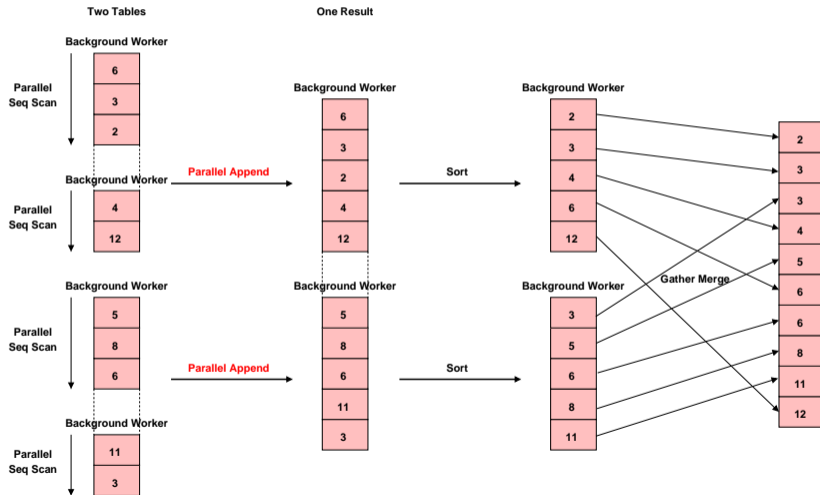 Two Tables
One Result
Background Worker
Parallel
Seq Scan
6
3
2
Background Worker
Parallel
Seq Scan
4
12
Parallel Append
Background Worker
6
3
2
4
12
Sort
Background Worker
2
3
4
6
12
Background Worker
Parallel
Seq Scan
5
8
6
Background Worker
Parallel
Seq Scan
11
3
Parallel Append
Background Worker
5
8
6
11
3
Sort
Background Worker
3
5
6
8
11
Gather Merge
2
3
3
4
5
6
6
8
11
12